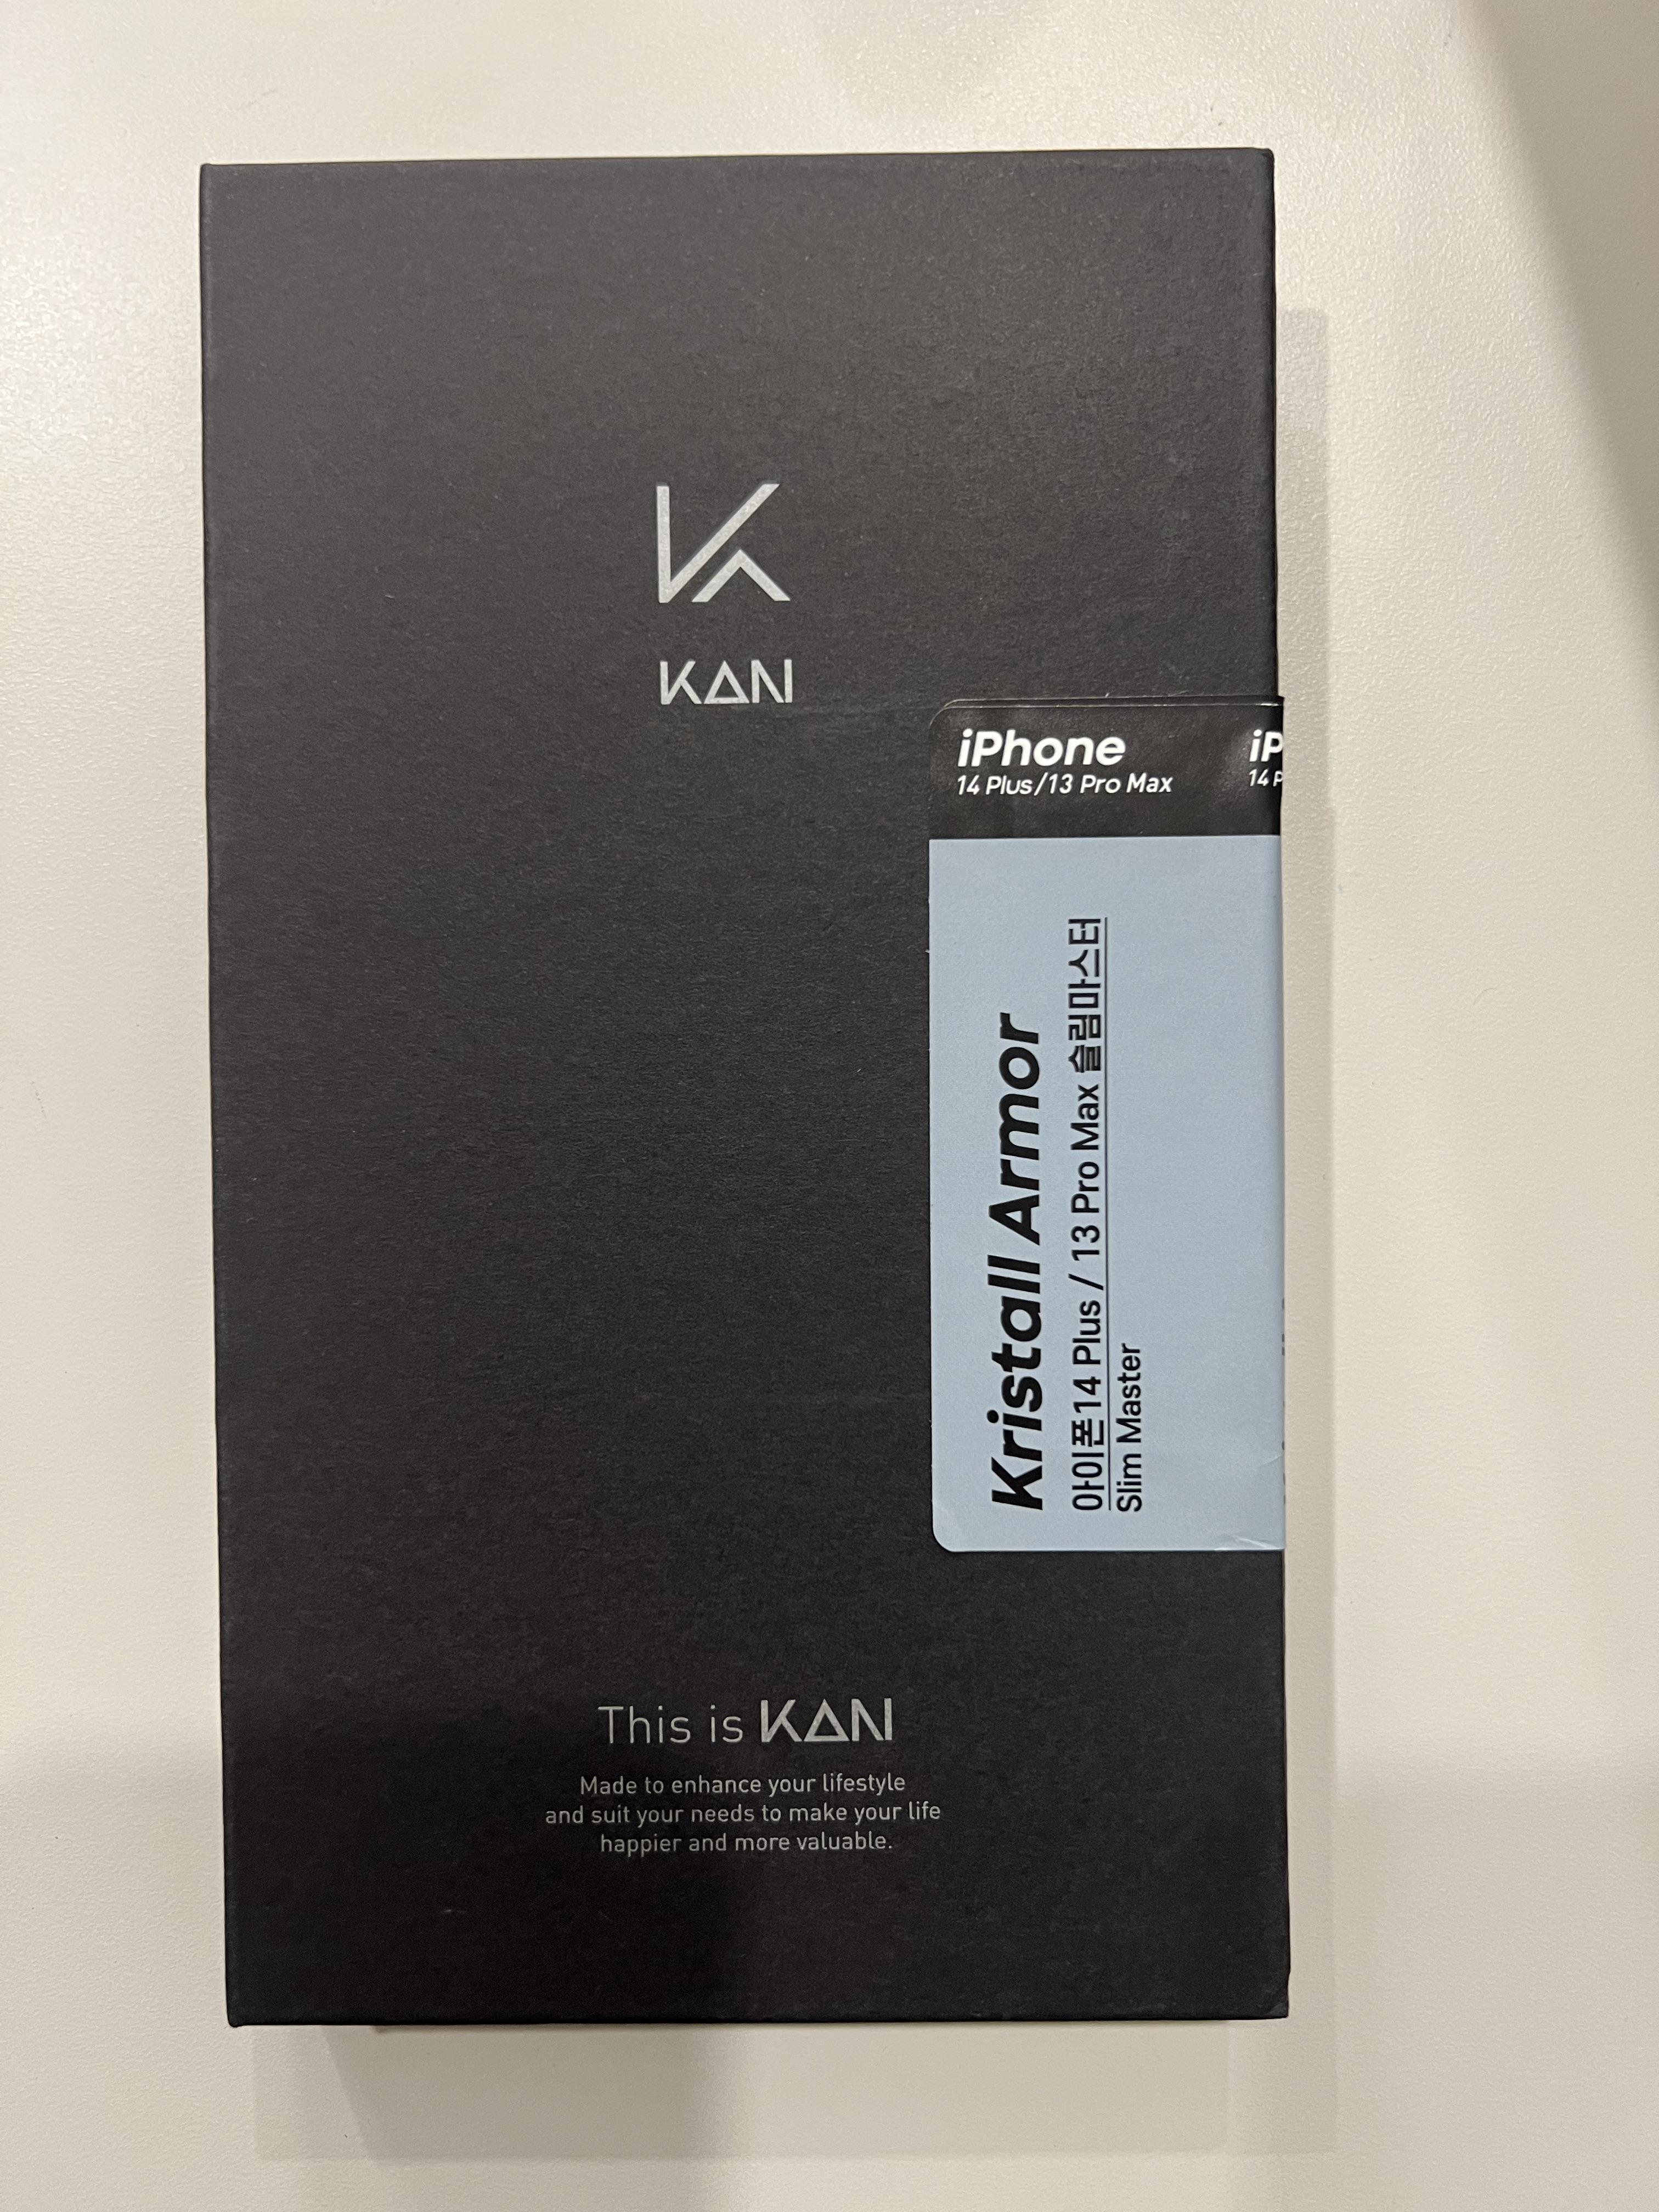 KAN
iPhone
14 Plus/13 Pro Max
iP
14 P
Kristall Armor
아이폰14 Plus / 13 Pro Max 슬림마스터
Slim Master
This is KAN
Made to enhance your lifestyle
and suit your needs to make your life
happier and more valuable.